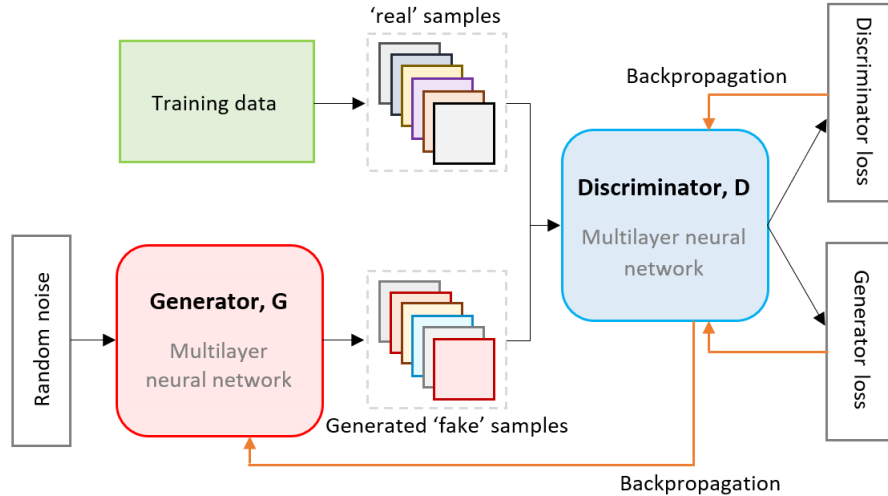 ‘real’ samples
Training data
Backpropagation
Discriminator loss
Discriminator, D
Multilayer neural
network
Random noise
Generator, G
Multilayer
neural network
Generated ‘fake’ samples
Generator loss
Backpropagation